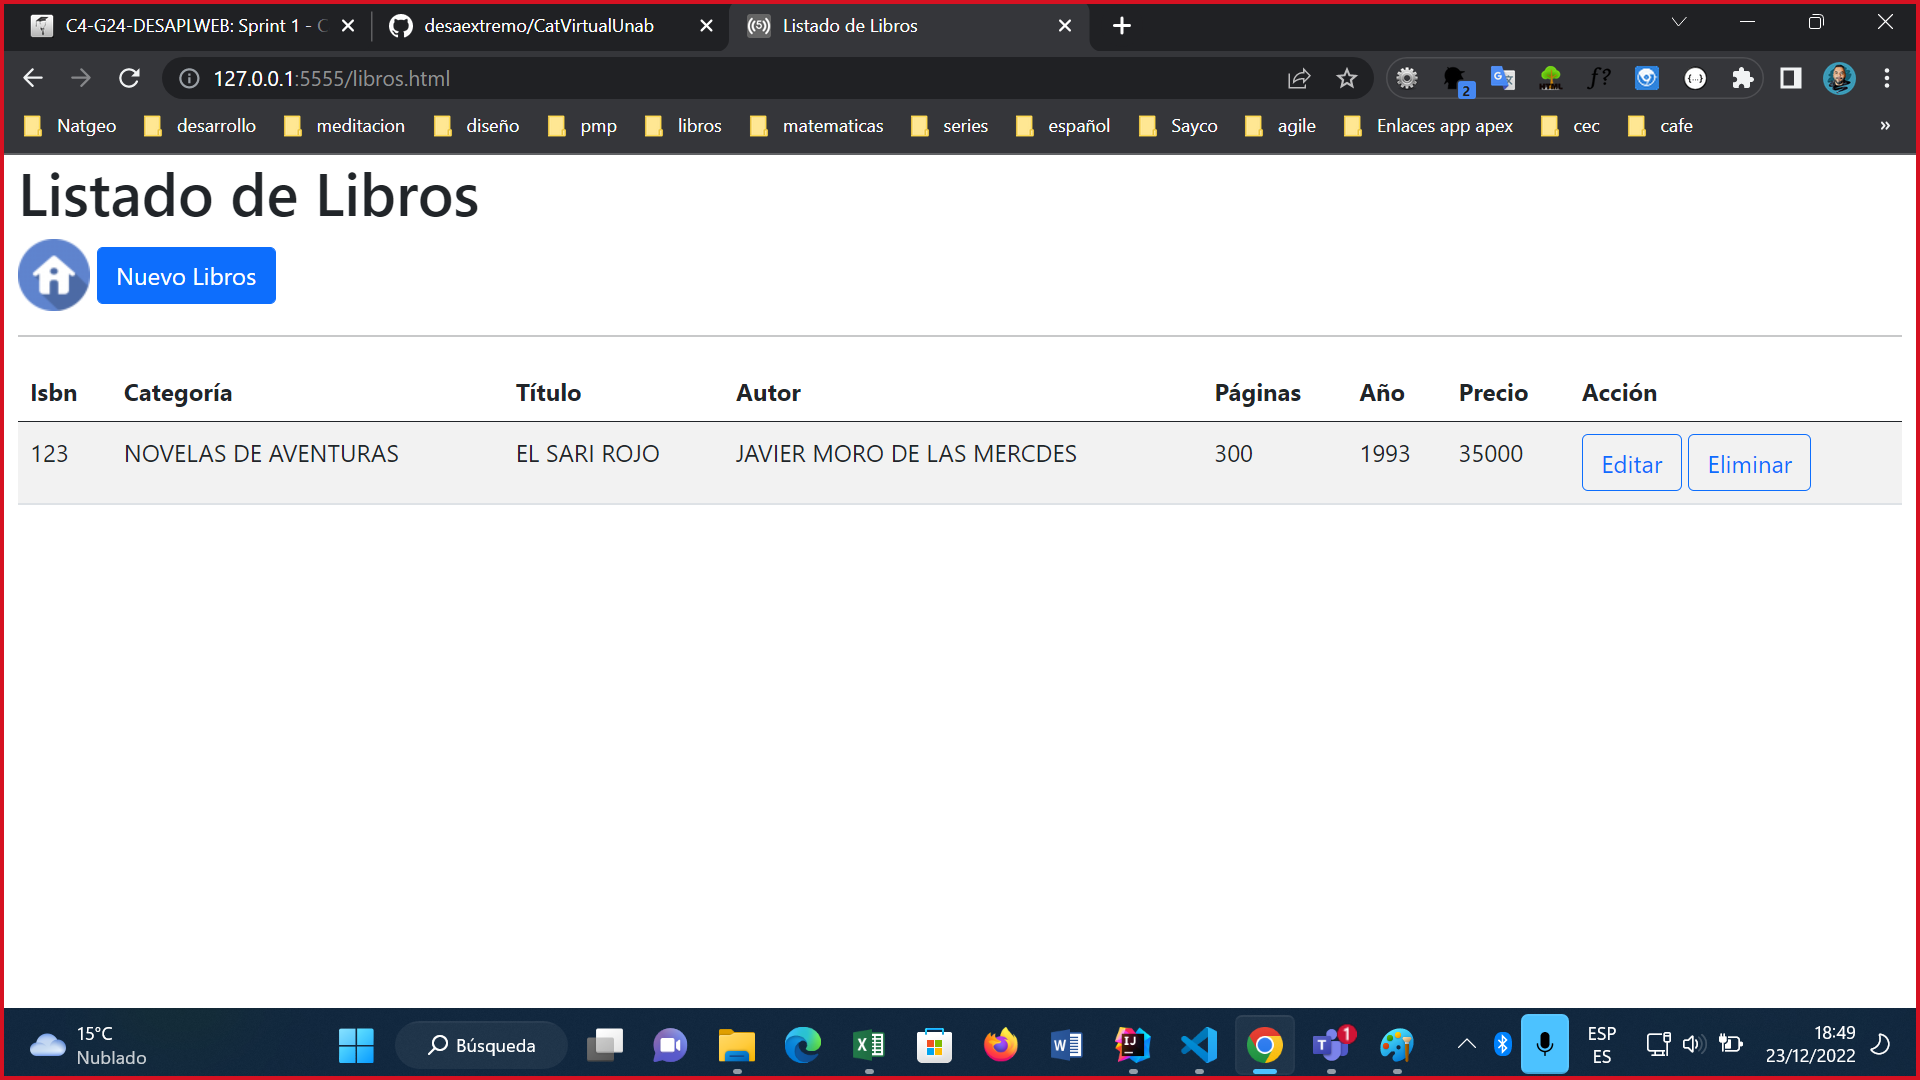 C4-G24-DESAPLWEB: Sprint 1 - C
desaextremo/CatVirtualUnab
Listado de Libros
127.0.0.1:5555/libros.html
2
Natgeo desarrollo meditacion diseño pmp libros matematicas series español Sayco agile Enlaces app apex cec cafe »
Listado de Libros
Nuevo Libros
Isbn Categoría Título Autor Páginas Año Precio Acción
123 NOVELAS DE AVENTURAS EL SARI ROJO JAVIER MORO DE LAS MERCDES 300 1993 35000 Editar Eliminar
15°C
Nublado
Búsqueda
1
ESP
ES
18:49
23/12/2022